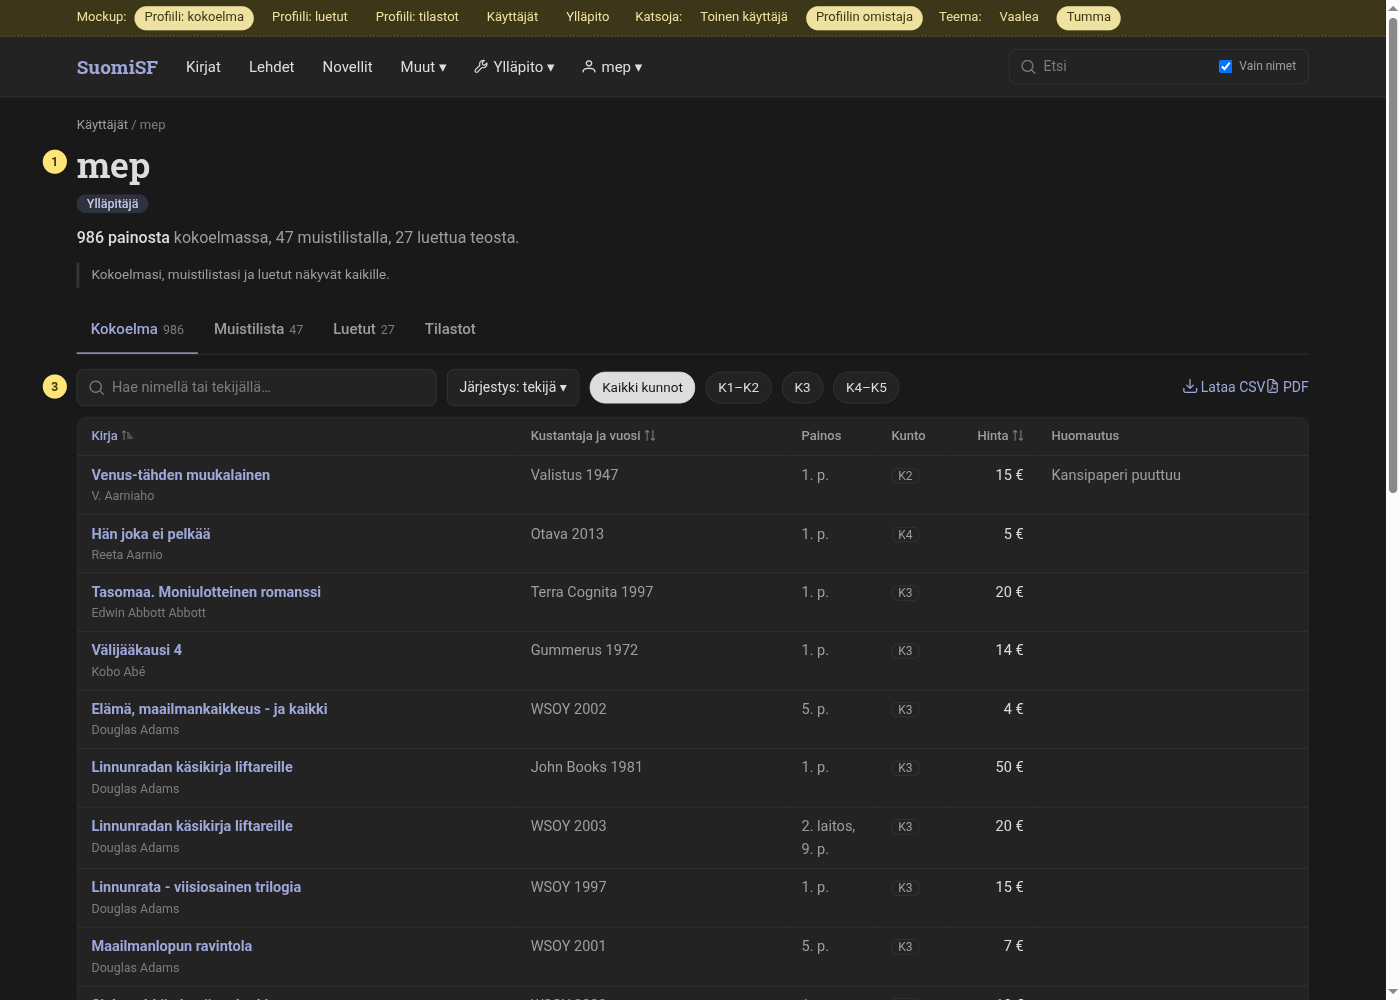 Mockup: Profiili: kokoelma Profiili: luetut Profiili: tilastot Käyttäjät Ylläpito Katsoja: Toinen käyttäjä Profiilin omistaja Teema: Vaalea Tumma
SuomiSF Kirjat Lehdet Novellit Muut ▾ Ylläpito ▾ mep ▾ Etsi Vain nimet
Käyttäjät / mep
1 mep
Ylläpitäjä
986 painosta kokoelmassa, 47 muistilistalla, 27 luettua teosta.
Kokoelmasi, muistilistasi ja luetut näkyvät kaikille.
Kokoelma 986 Muistilista 47 Luetut 27 Tilastot
3 Hae nimellä tai tekijällä… Järjestys: tekijä ▾ Kaikki kunnot K1–K2 K3 K4–K5 Lataa CSV PDF
Kirja Kustantaja ja vuosi Painos Kunto Hinta Huomautus
Venus-tähden muukalainen Valistus 1947 1. p. K2 15 € Kansipaperi puuttuu
V. Aarniaho
Hän joka ei pelkää Otava 2013 1. p. K4 5 €
Reeta Aarnio
Tasomaa. Moniulotteinen romanssi Terra Cognita 1997 1. p. K3 20 €
Edwin Abbott Abbott
Välijääkausi 4 Gummerus 1972 1. p. K3 14 €
Kobo Abé
Elämä, maailmankaikkeus - ja kaikki WSOY 2002 5. p. K3 4 €
Douglas Adams
Linnunradan käsikirja liftareille John Books 1981 1. p. K3 50 €
Douglas Adams
Linnunradan käsikirja liftareille WSOY 2003 2. laitos, K3 20 €
Douglas Adams 9. p.
Linnunrata - viisiosainen trilogia WSOY 1997 1. p. K3 15 €
Douglas Adams
Maailmanlopun ravintola WSOY 2001 5. p. K3 7 €
Douglas Adams